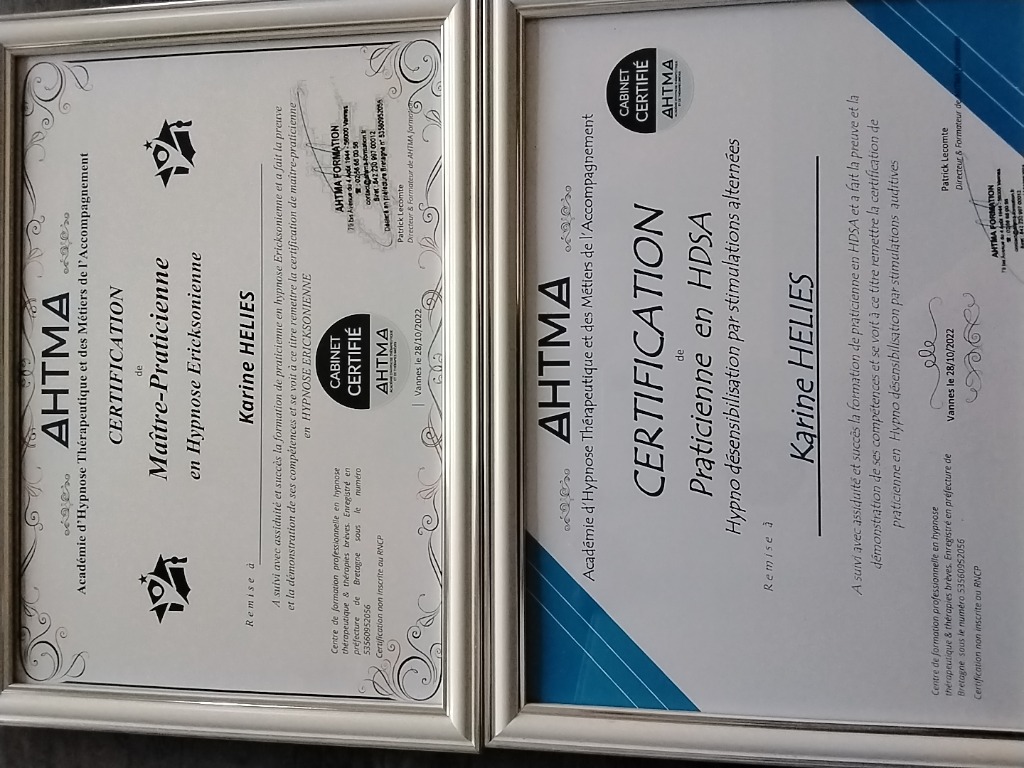 AHTMA
Académie d'Hypnose Thérapeutique et des Métiers de l'Accompagnement
CERTIFICATION
de
Maître-Praticienne
en Hypnose Ericksonienne
Remise à
Karine HELIES
A suivi avec assiduité et succès la formation de praticienne en hypnose Ericksonienne et a fait la preuve
et la démonstration de ses compétences et se voit à ce titre remettre la certification de maître-praticienne
en HYPNOSE ERICKSONIENNE
Centre de formation professionnelle en hypnose
thérapeutique & thérapies brèves. Enregistré en
préfecture de Bretagne sous le numéro
53560952056
Certification non inscrite au RNCP
CABINET
CERTIFIÉ
AHTMA
Vannes le 28/10/2022
AHTMA FORMATION
Patrick Lecomte
Directeur & Formateur de AHTMA formation
AHTMA
Académie d'Hypnose Thérapeutique et des Métiers de l'Accompagnement
CABINET
CERTIFIÉ
AHTMA
CERTIFICATION
de
Praticienne en HDSA
Hypno désensibilisation par stimulations alternées
Remise à
Karine HELIES
A suivi avec assiduité et succès la formation de praticienne en HDSA et a fait la preuve et la
démonstration de ses compétences et se voit à ce titre remettre la certification de
praticienne en Hypno désensibilisation par stimulations auditives
Centre de formation professionnelle en hypnose
thérapeutique & thérapies brèves. Enregistré en préfecture de
Bretagne sous le numéro 53560952056
Certification non inscrite au RNCP
Vannes le 28/10/2022
Patrick Lecomte
Directeur & Formateur de
AHTMA FORMATION